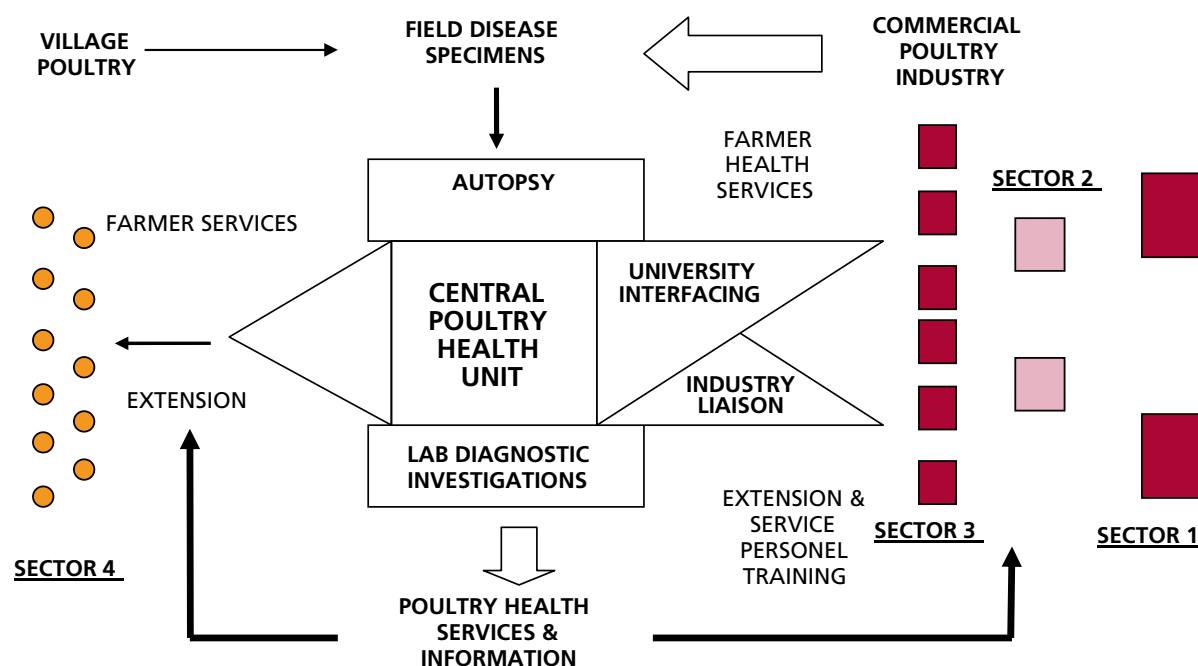 VILLAGE
POULTRY
FIELD DISEASE
SPECIMENS
COMMERCIAL
POULTRY
INDUSTRY
FARMER
HEALTH
SERVICES
AUTOPSY
SECTOR 2
FARMER SERVICES
UNIVERSITY
INTERFACING
CENTRAL
POULTRY
HEALTH
UNIT
EXTENSION
INDUSTRY
LIAISON
LAB DIAGNOSTIC
INVESTIGATIONS
EXTENSION &
SERVICE
PERSONEL
TRAINING
SECTOR 3
SECTOR 1
SECTOR 4
POULTRY HEALTH
SERVICES &
INFORMATION